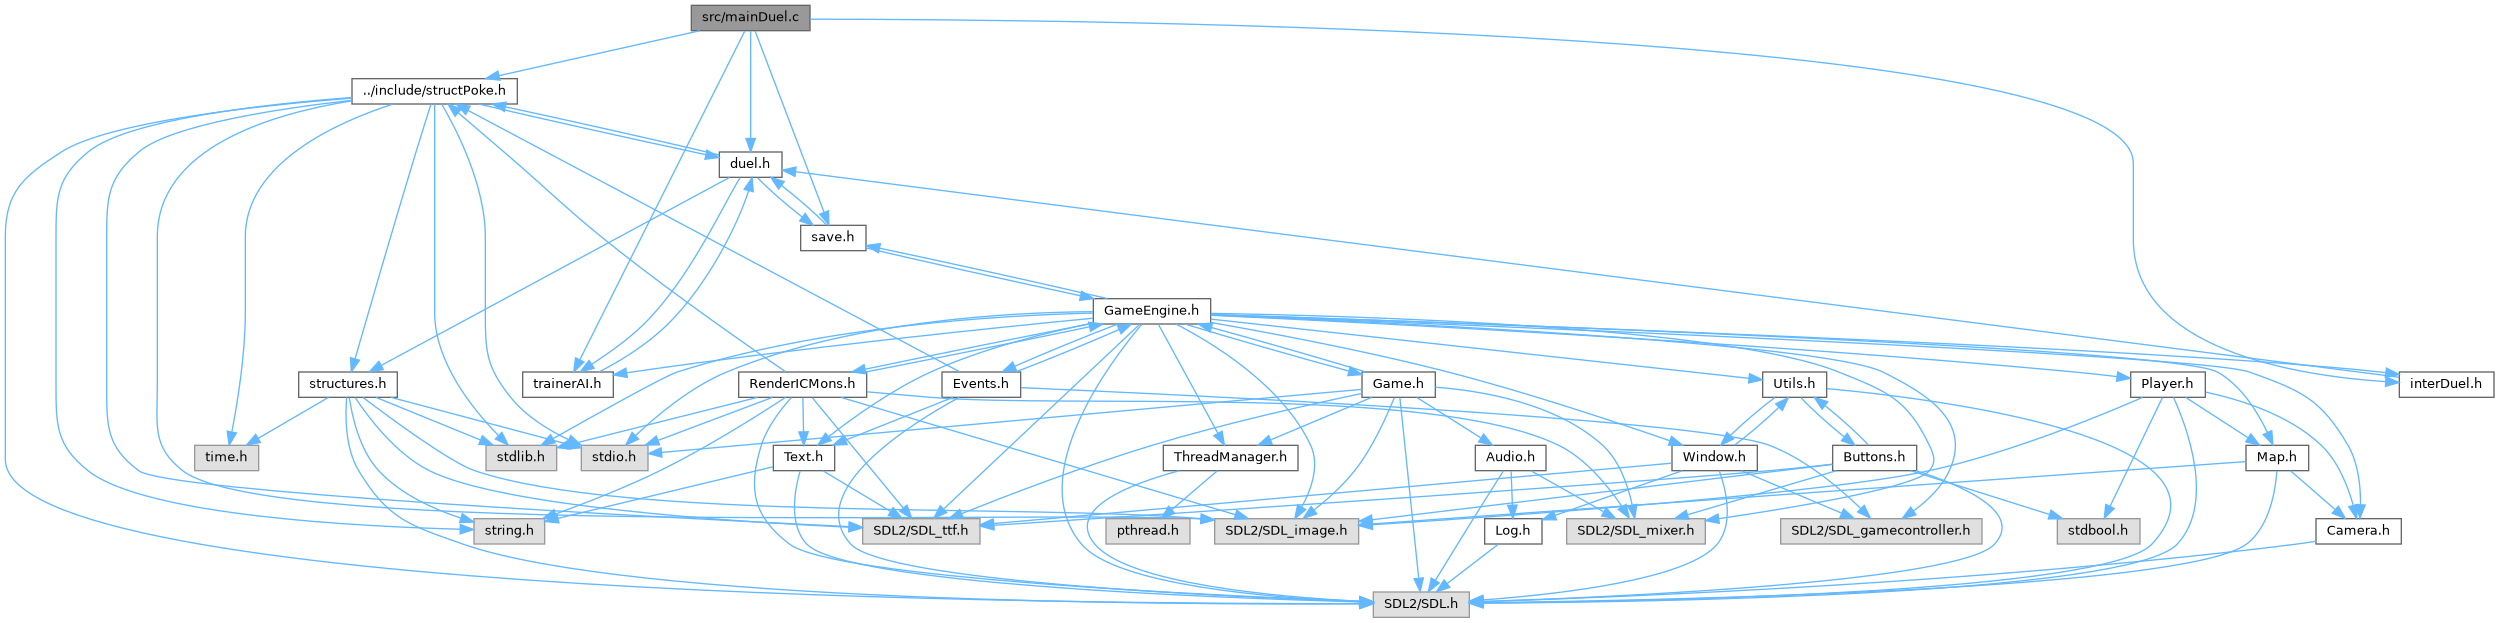 src/mainDuel.c
../include/structPoke.h
duel.h
save.h
GameEngine.h
structures.h
trainerAI.h
RenderICMons.h
Events.h
Game.h
Utils.h
Player.h
interDuel.h
time.h
stdlib.h
stdio.h
Text.h
ThreadManager.h
Audio.h
Window.h
Buttons.h
Map.h
string.h
SDL2/SDL_ttf.h
pthread.h
SDL2/SDL_image.h
Log.h
SDL2/SDL_mixer.h
SDL2/SDL_gamecontroller.h
stdbool.h
Camera.h
SDL2/SDL.h